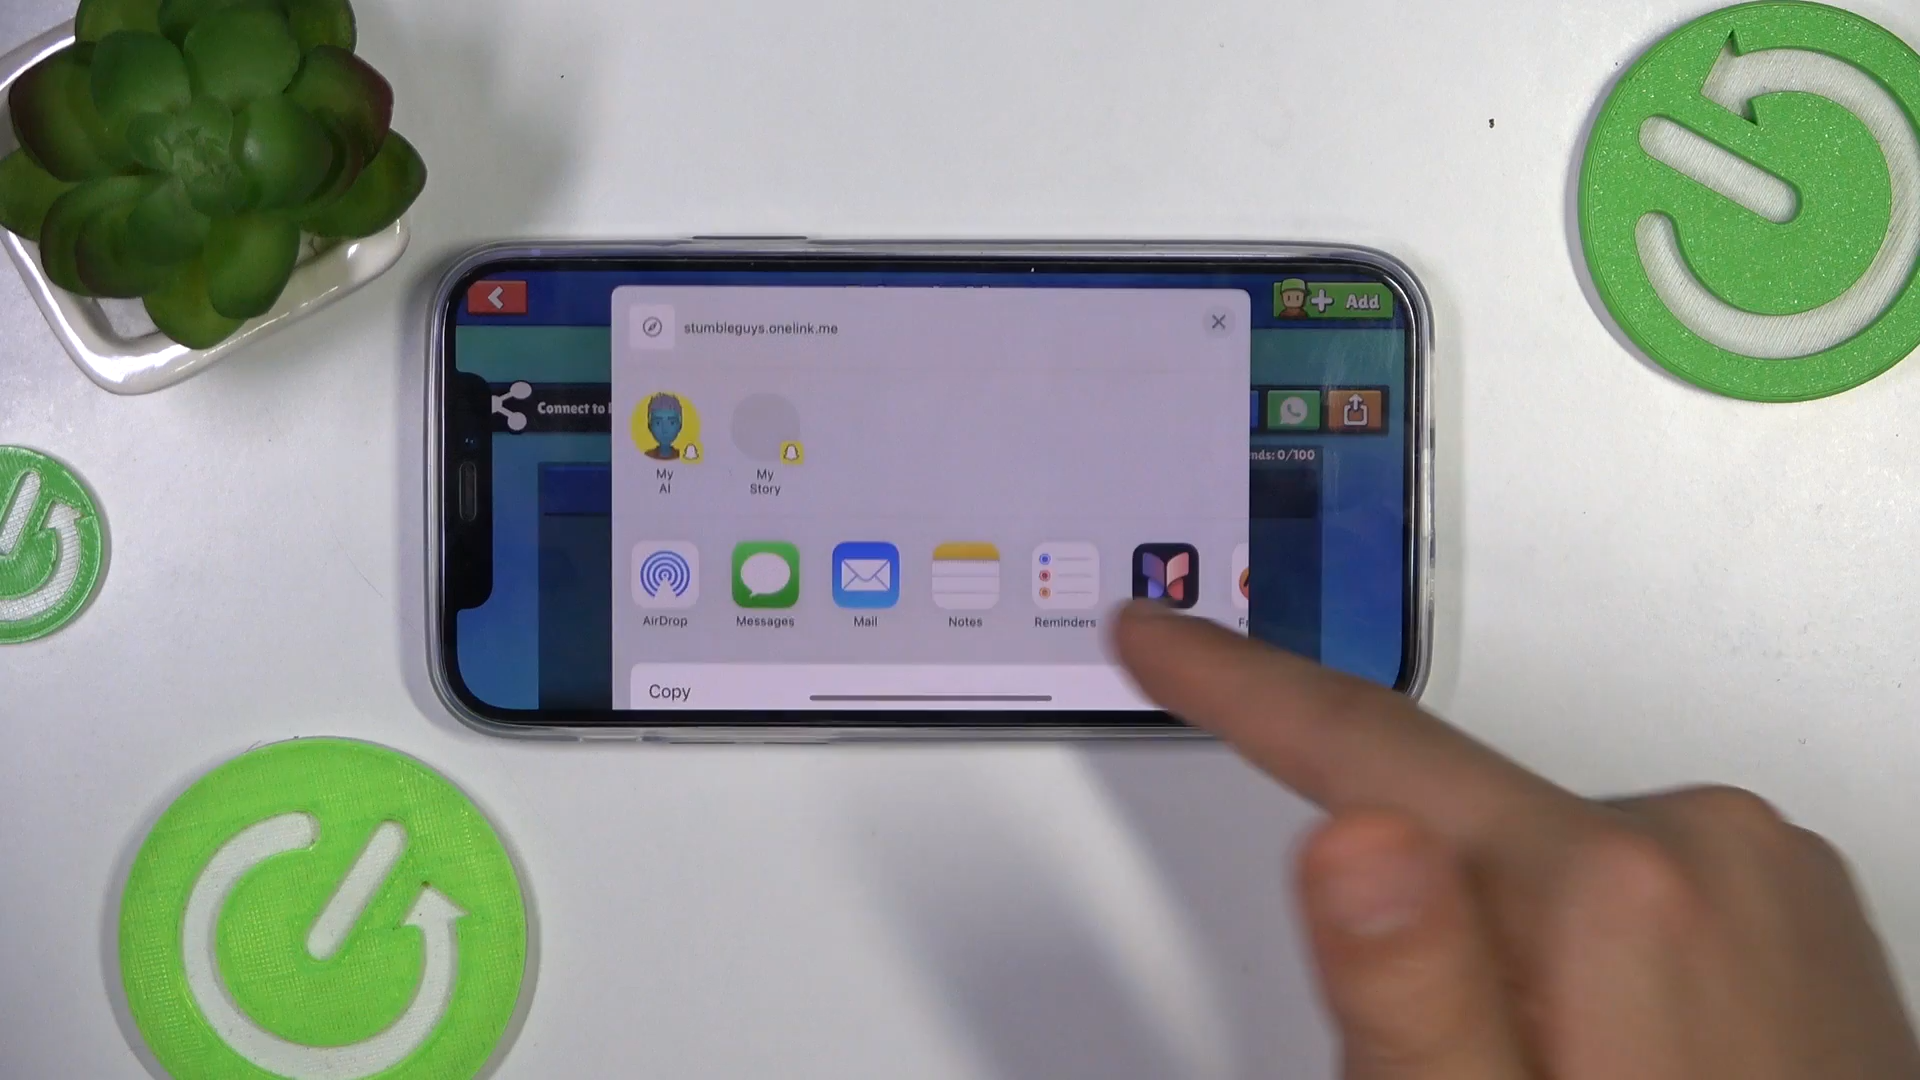 Add
stumbleguys.onelink.me
Connect to
nds: 0/100
My
AI
My
Story
AirDrop
Messages
Mail
Notes
Reminders
Copy